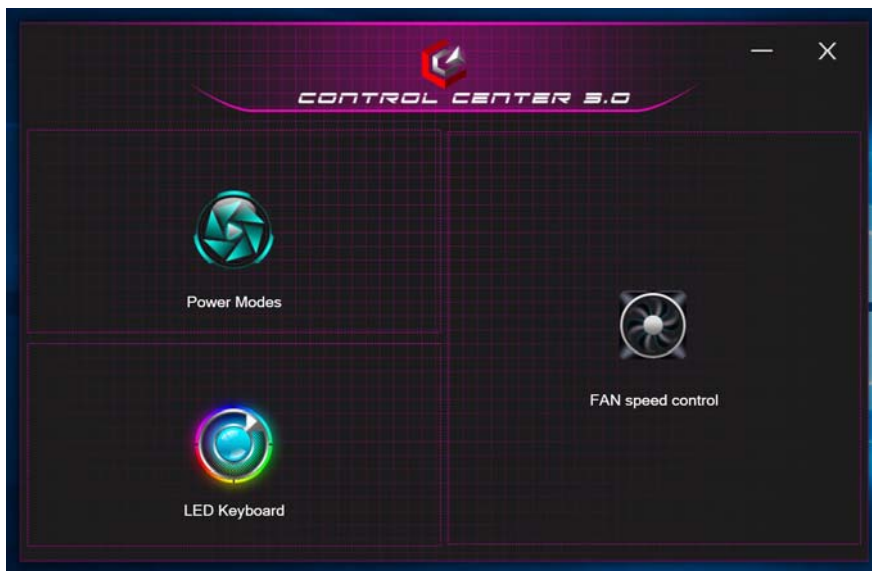 CONTROL CENTER 3.0
Power Modes
FAN speed control
LED Keyboard